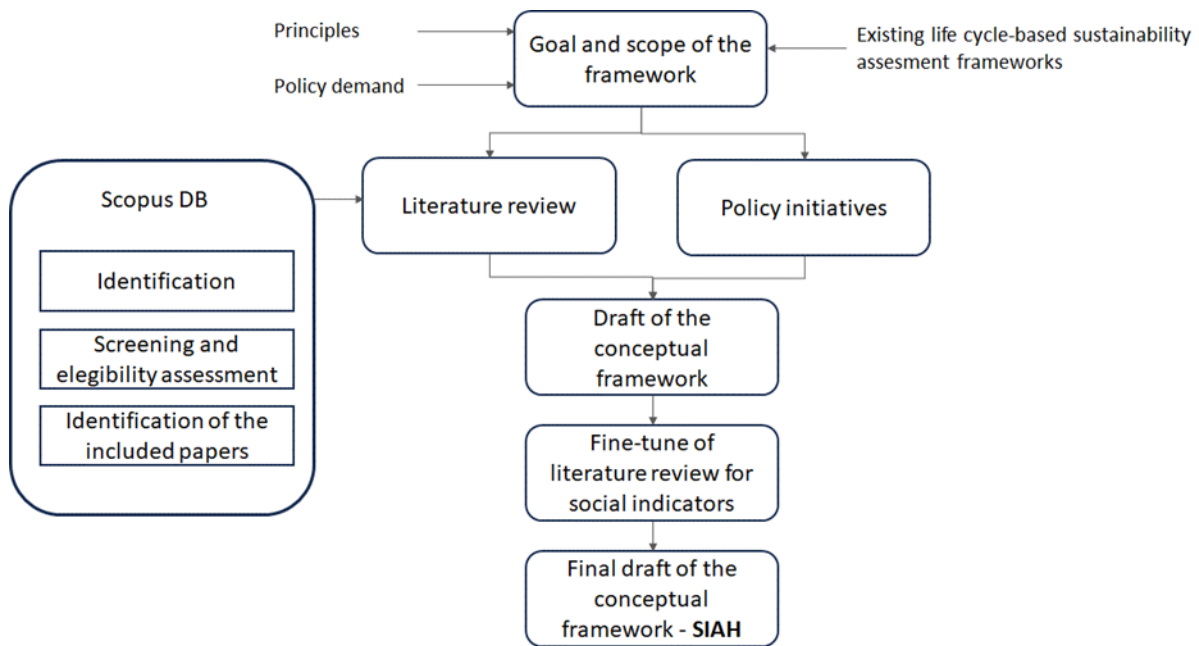 Principles
Policy demand
Goal and scope of the
framework
Existing life cycle-based sustainability
assesment frameworks
Scopus DB
Identification
Screening and
elegibility assessment
Identification of the
included papers
Literature review
Policy initiatives
Draft of the
conceptual
framework
Fine-tune of
literature review for
social indicators
Final draft of the
conceptual
framework - SIAH